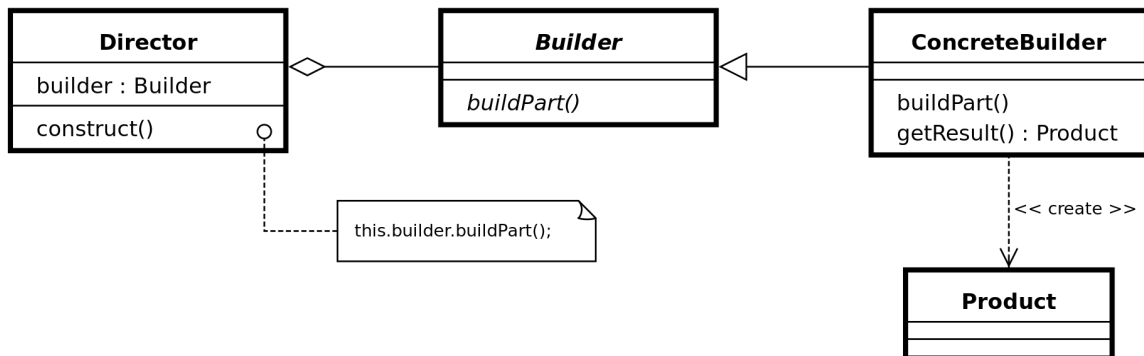 Director
builder : Builder
construct()
this.builder.buildPart();
Builder
buildPart()
ConcreteBuilder
buildPart()
getResult() : Product
<< create >>
Product